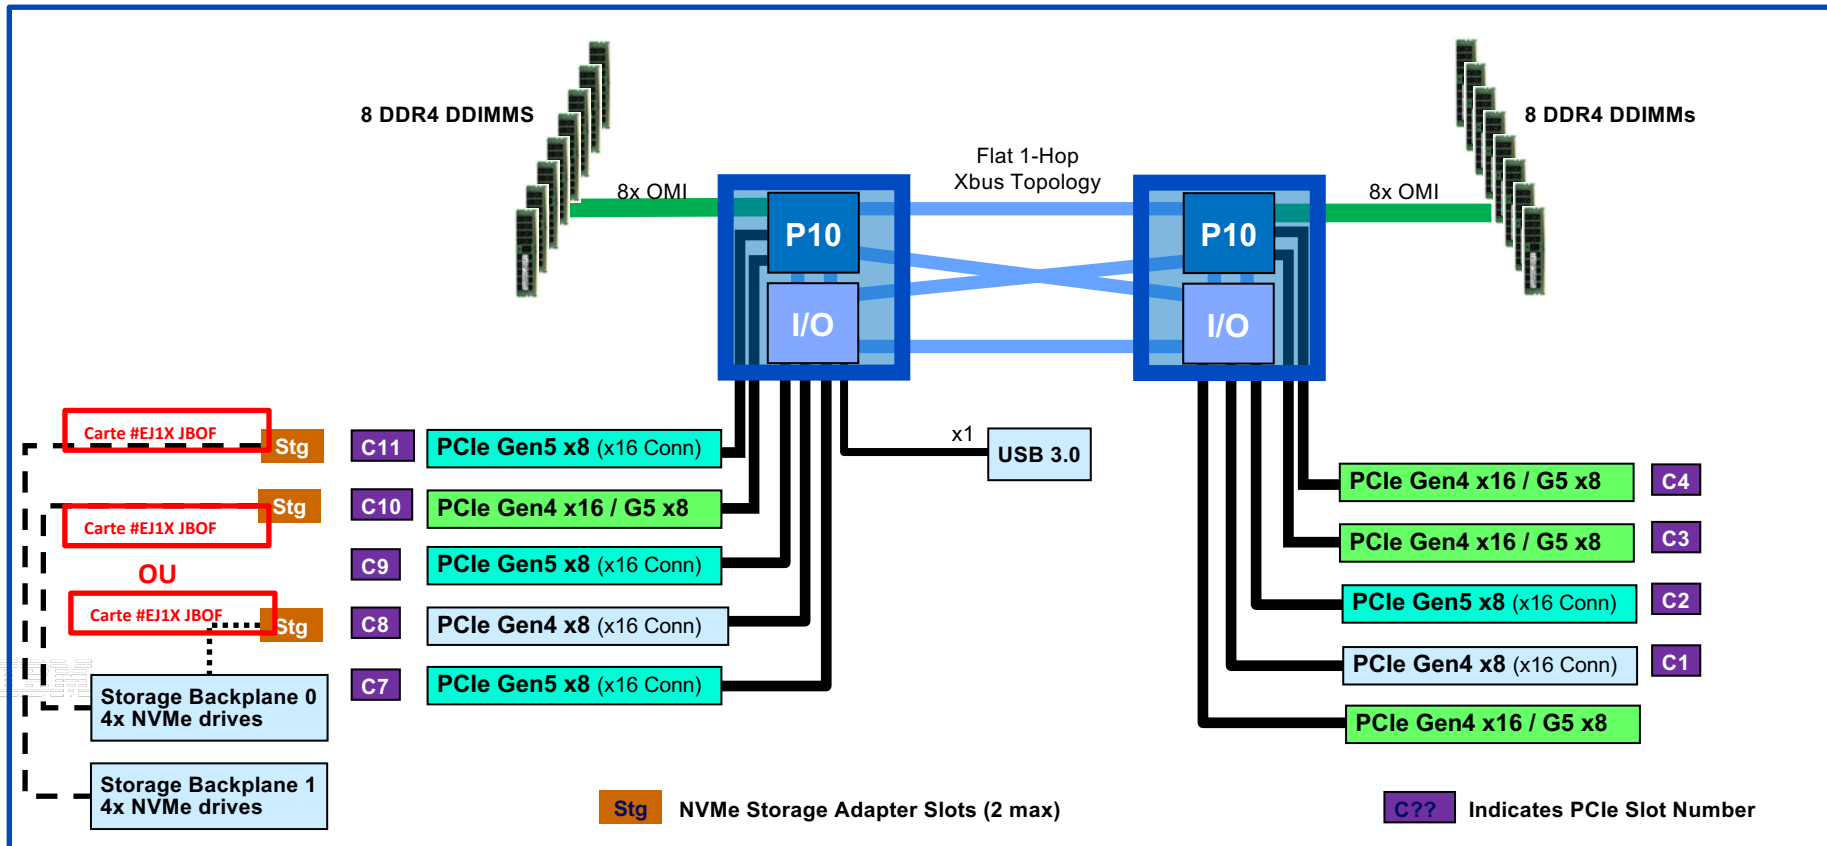 8 DDR4 DDIMMS
8 DDR4 DDIMMs
Flat 1-Hop
Xbus Topology
8x OMI
8x OMI
P10
P10
I/O
I/O
Carte #EJ1X JBOF
Stg
C11
PCIe Gen5 x8 (x16 Conn)
x1
USB 3.0
Stg
C10
PCIe Gen4 x16 / G5 x8
Carte #EJ1X JBOF
C9
PCIe Gen5 x8 (x16 Conn)
OU
Carte #EJ1X JBOF
Stg
C8
PCIe Gen4 x8 (x16 Conn)
C7
PCIe Gen5 x8 (x16 Conn)
IBM
Storage Backplane 0
4x NVMe drives
Storage Backplane 1
4x NVMe drives
PCIe Gen4 x16 / G5 x8
C4
PCIe Gen4 x16 / G5 x8
C3
PCIe Gen5 x8 (x16 Conn)
C2
PCIe Gen4 x8 (x16 Conn)
C1
PCIe Gen4 x16 / G5 x8
Stg
NVMe Storage Adapter Slots (2 max)
C??
Indicates PCIe Slot Number